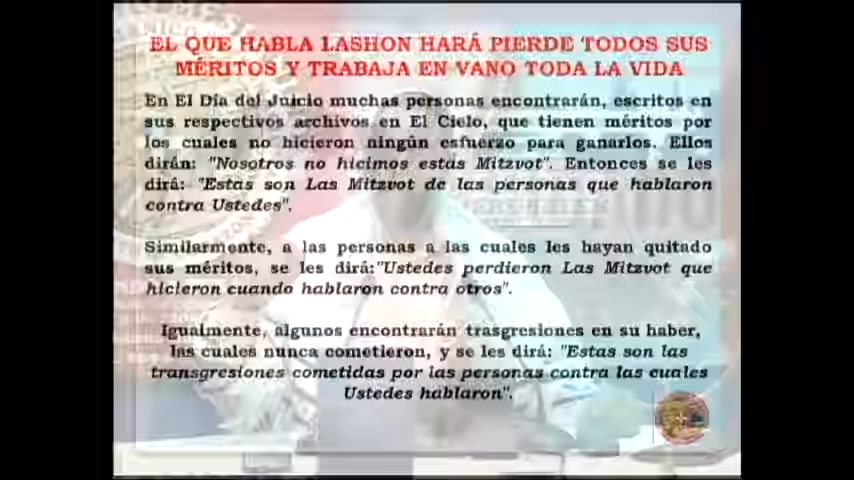 EL QUE HABLA LASHON HARÁ PIERDE TODOS SUS
MÉRITOS Y TRABAJA EN VANO TODA LA VIDA
En El Día del Juicio muchas personas encontrarán, escritos en
sus respectivos archivos en El Cielo, que tienen méritos por
los cuales no hicieron ningún esfuerzo para ganarlos. Ellos
dirán: "Nosotros no hicimos estas Mitzvot". Entonces se les
dirá: "Estas son Las Mitzvot de las personas que hablaron
contra Ustedes".
Similarmente, a las personas a las cuales les hayan quitado
sus méritos, se les dirá:"Ustedes perdieron Las Mitzvot que
hicieron cuando hablaron contra otros".
Igualmente, algunos encontrarán trasgresiones en su haber,
las cuales nunca cometieron, y se les dirá: "Estas son las
transgresiones cometidas por las personas contra las cuales
Ustedes hablaron".